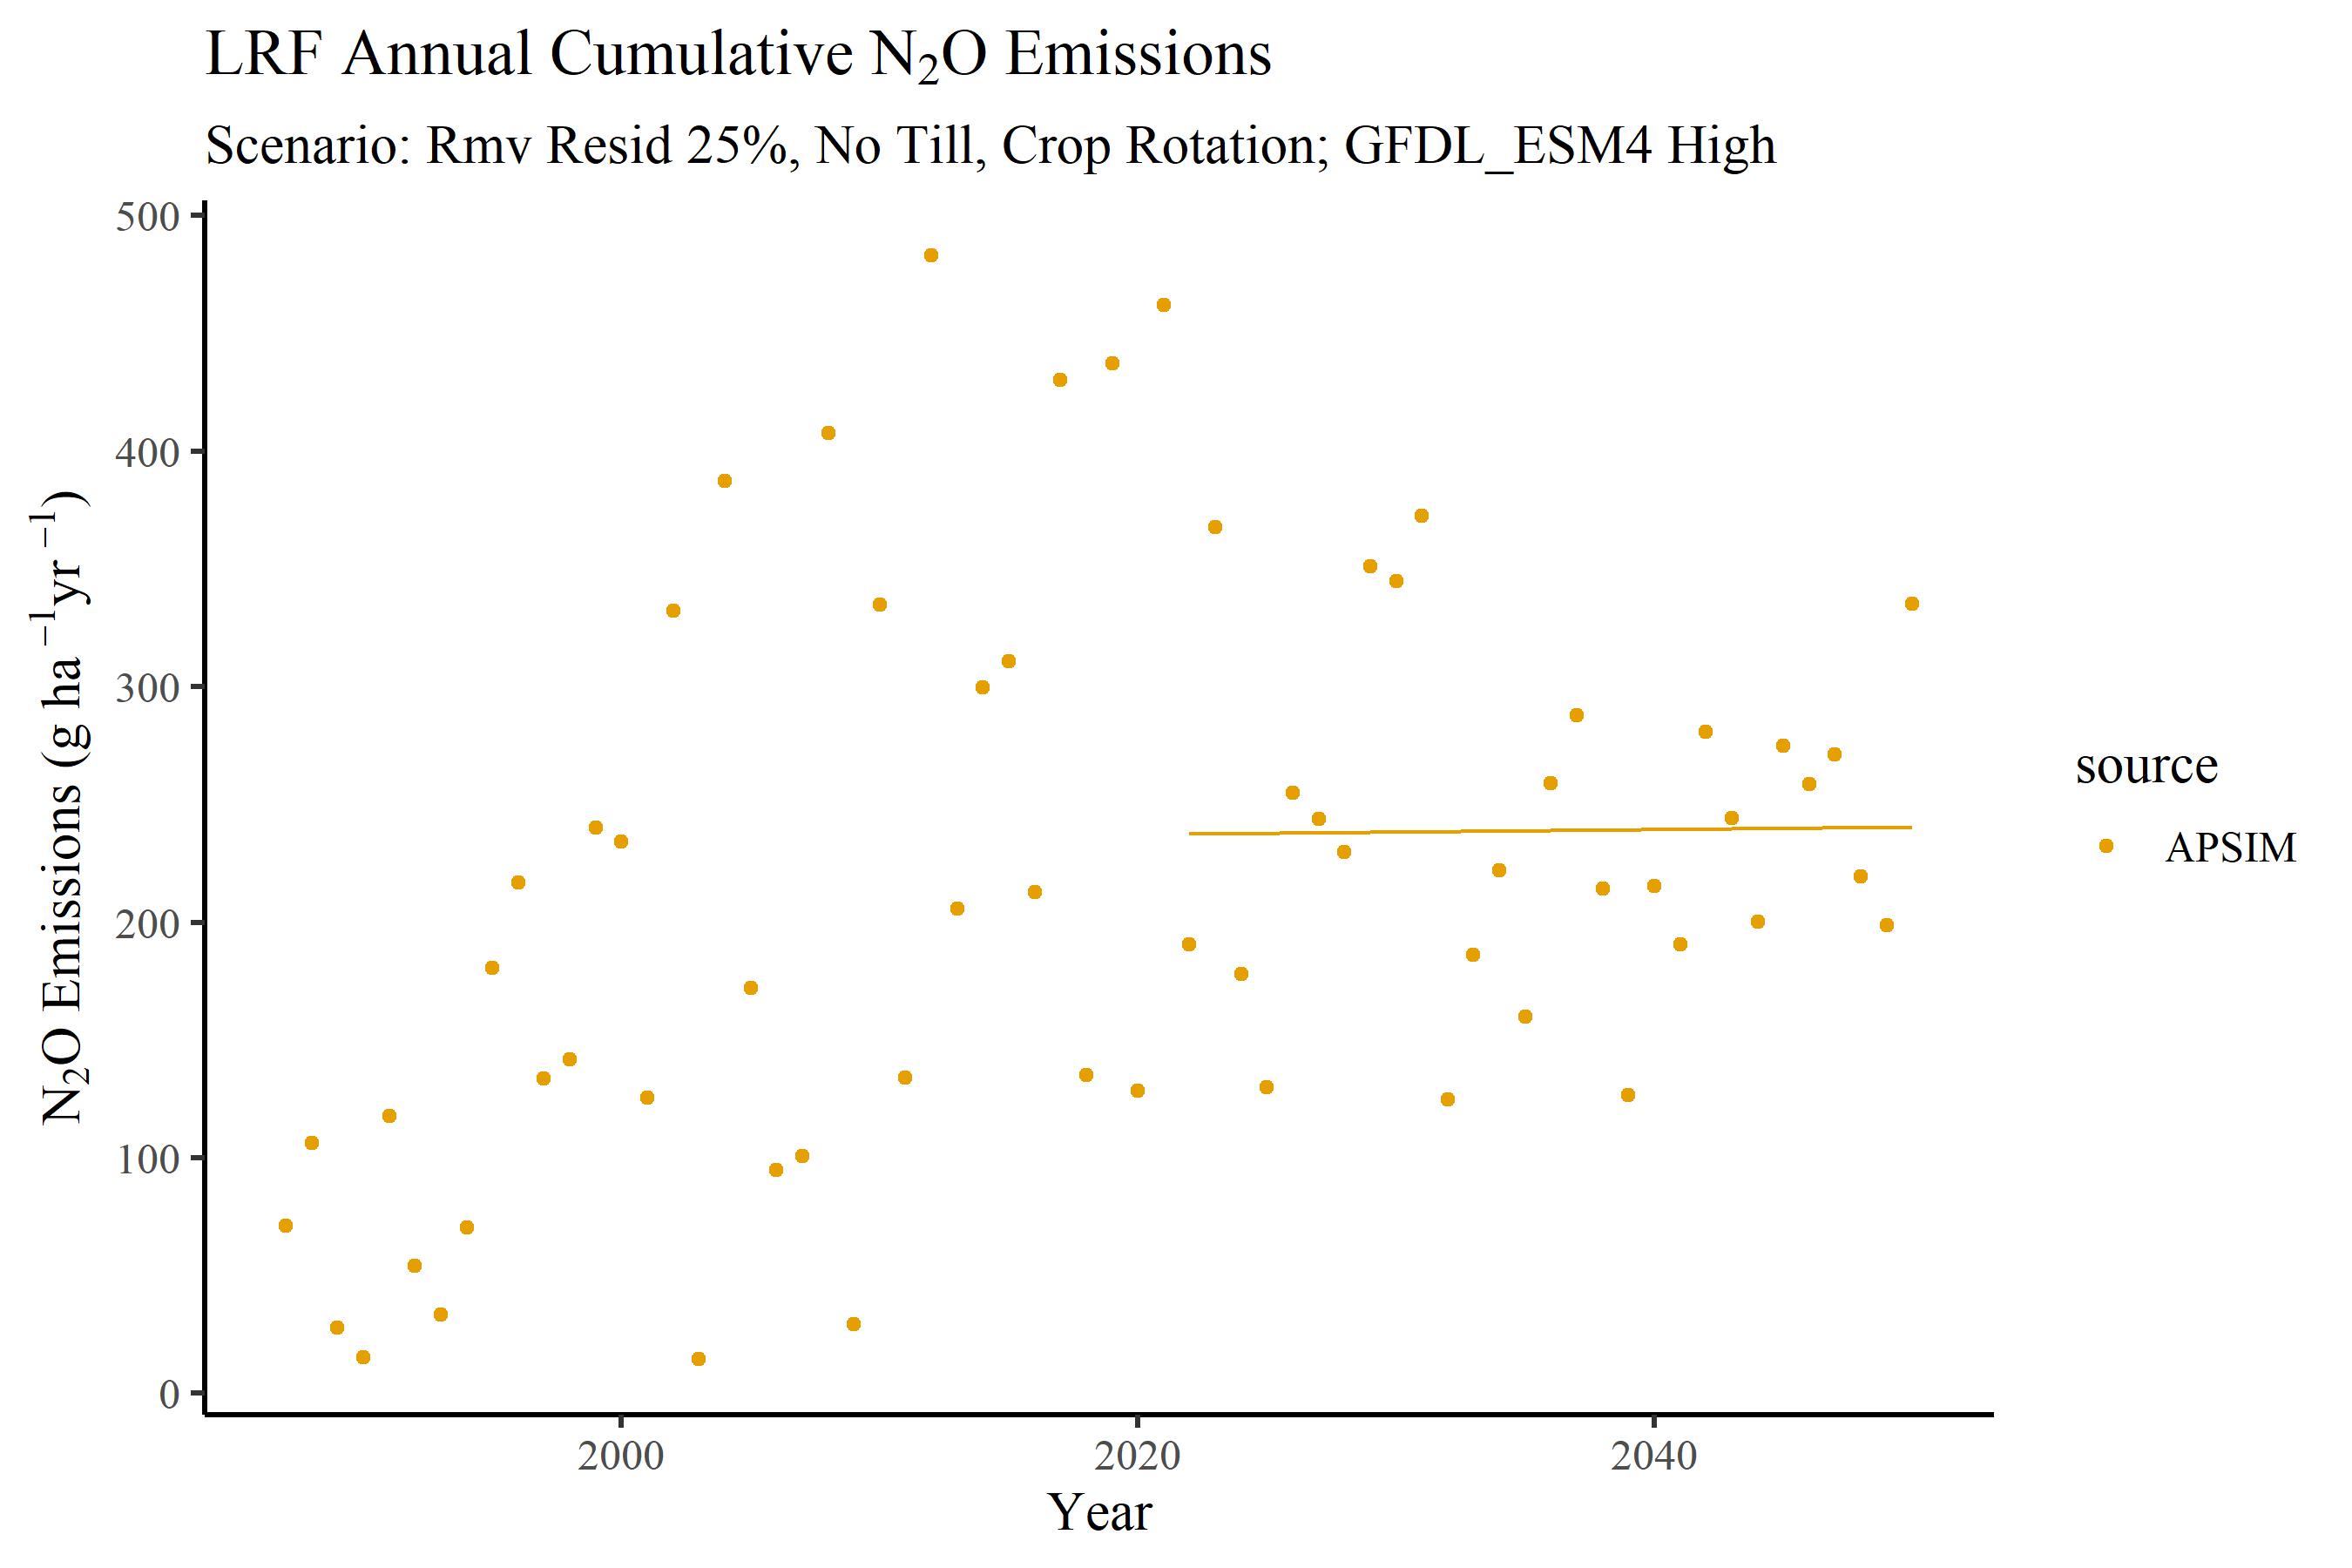 LRF Annual Cumulative N₂O Emissions
Scenario: Rmv Resid 25%, No Till, Crop Rotation; GFDL_ESM4 High
500
400
300
200
100
0
N₂O Emissions (g ha⁻¹yr⁻¹)
2000 2020 2040
Year
source
APSIM